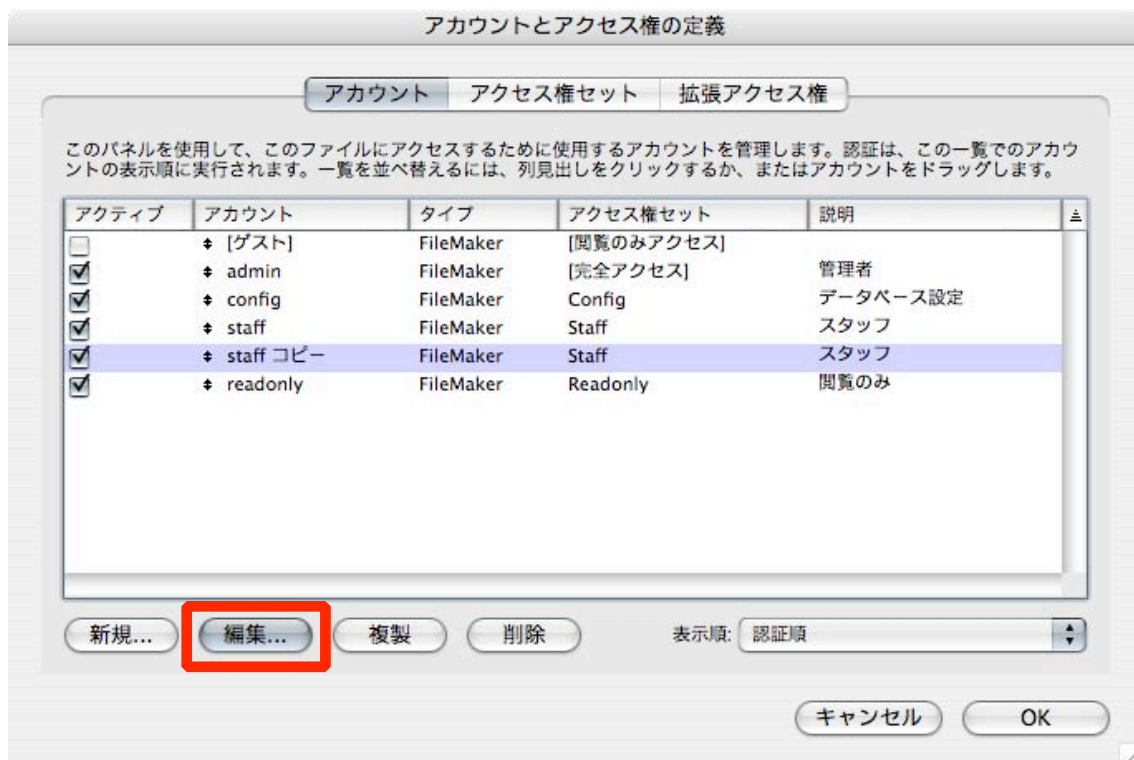 アカウントとアクセス権の定義
アカウント アクセス権セット 拡張アクセス権
このパネルを使用して、このファイルにアクセスするために使用するアカウントを管理します。認証は、この一覧でのアカウ
ントの表示順に実行されます。一覧を並べ替えるには、列見出しをクリックするか、またはアカウントをドラッグします。
アクティブ アカウント タイプ アクセス権セット 説明
[ゲスト] FileMaker [閲覧のみアクセス]
admin FileMaker [完全アクセス] 管理者
config FileMaker Config データベース設定
staff FileMaker Staff スタッフ
staff コピー FileMaker Staff スタッフ
readonly FileMaker Readonly 閲覧のみ
新規... 編集... 複製 削除 表示順: 認証順
キャンセル OK